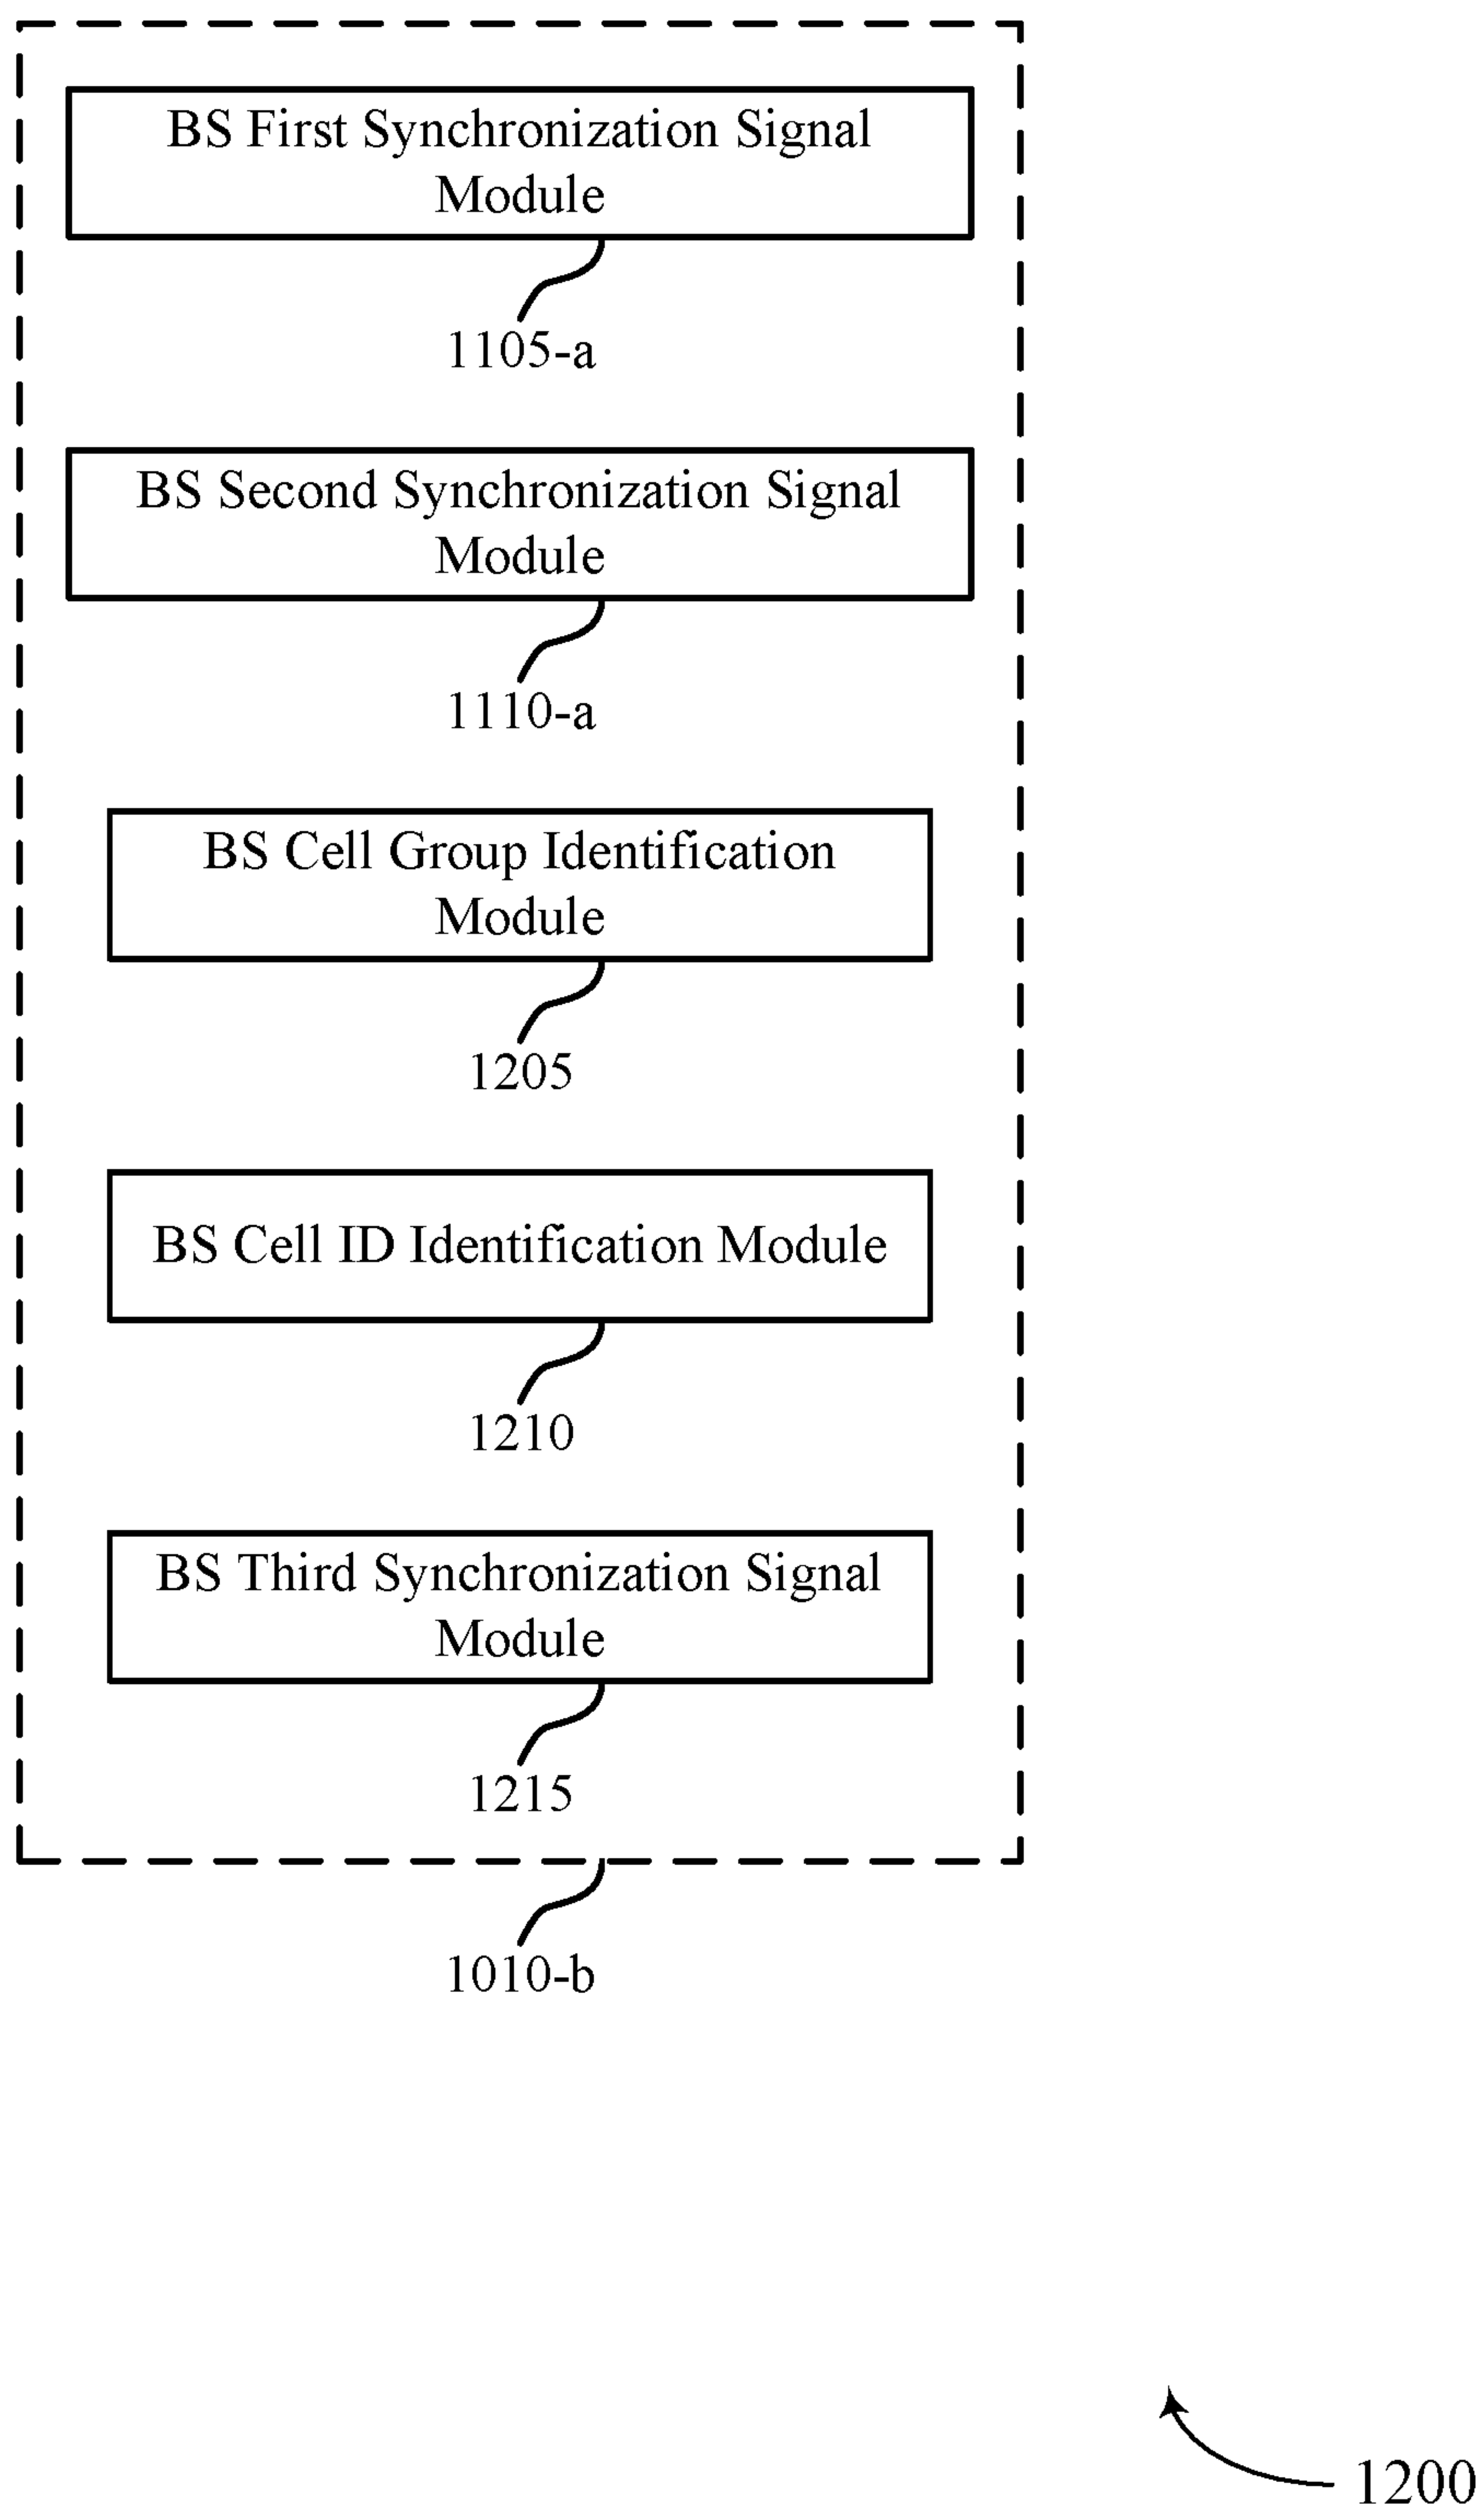 BS First Synchronization Signal
Module
1105-a
BS Second Synchronization Signal
Module
1110-a
BS Cell Group Identification
Module
1205
BS Cell ID Identification Module
1210
BS Third Synchronization Signal
Module
1215
1010-b
1200